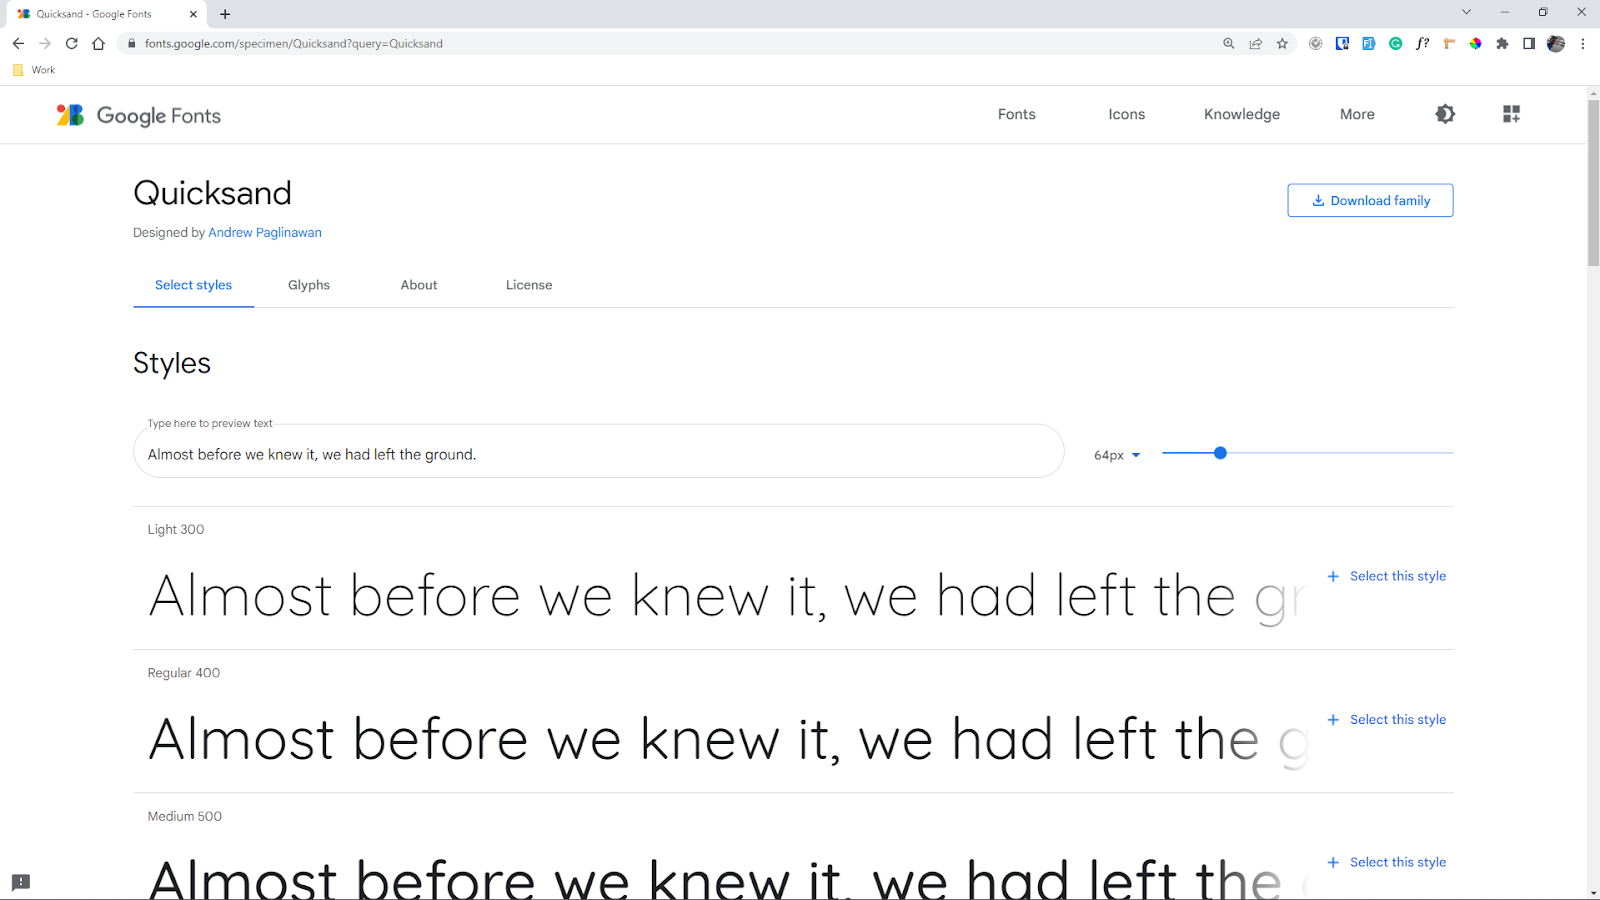 Quicksand - Google Fonts
fonts.google.com/specimen/Quicksand?query=Quicksand
f?
Work
Google Fonts
Fonts Icons Knowledge More
Quicksand
Download family
Designed by Andrew Paglinawan
Select styles Glyphs About License
Styles
Type here to preview text
Almost before we knew it, we had left the ground.
64px
Light 300
Almost before we knew it, we had left the gr
Select this style
Regular 400
Almost before we knew it, we had left the g
Select this style
Medium 500
Almost before we knew it, we had left the
Select this style